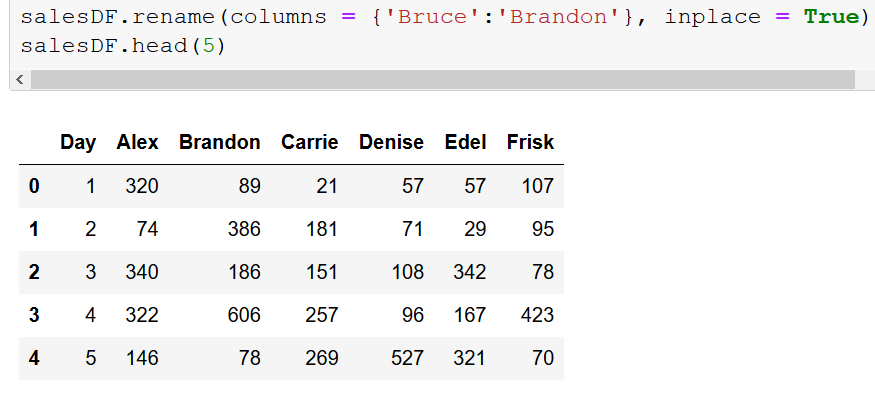 salesDF.rename(columns = {'Bruce':'Brandon'}, inplace = True)
salesDF.head(5)
Day Alex Brandon Carrie Denise Edel Frisk
0 1 320 89 21 57 57 107
1 2 74 386 181 71 29 95
2 3 340 186 151 108 342 78
3 4 322 606 257 96 167 423
4 5 146 78 269 527 321 70